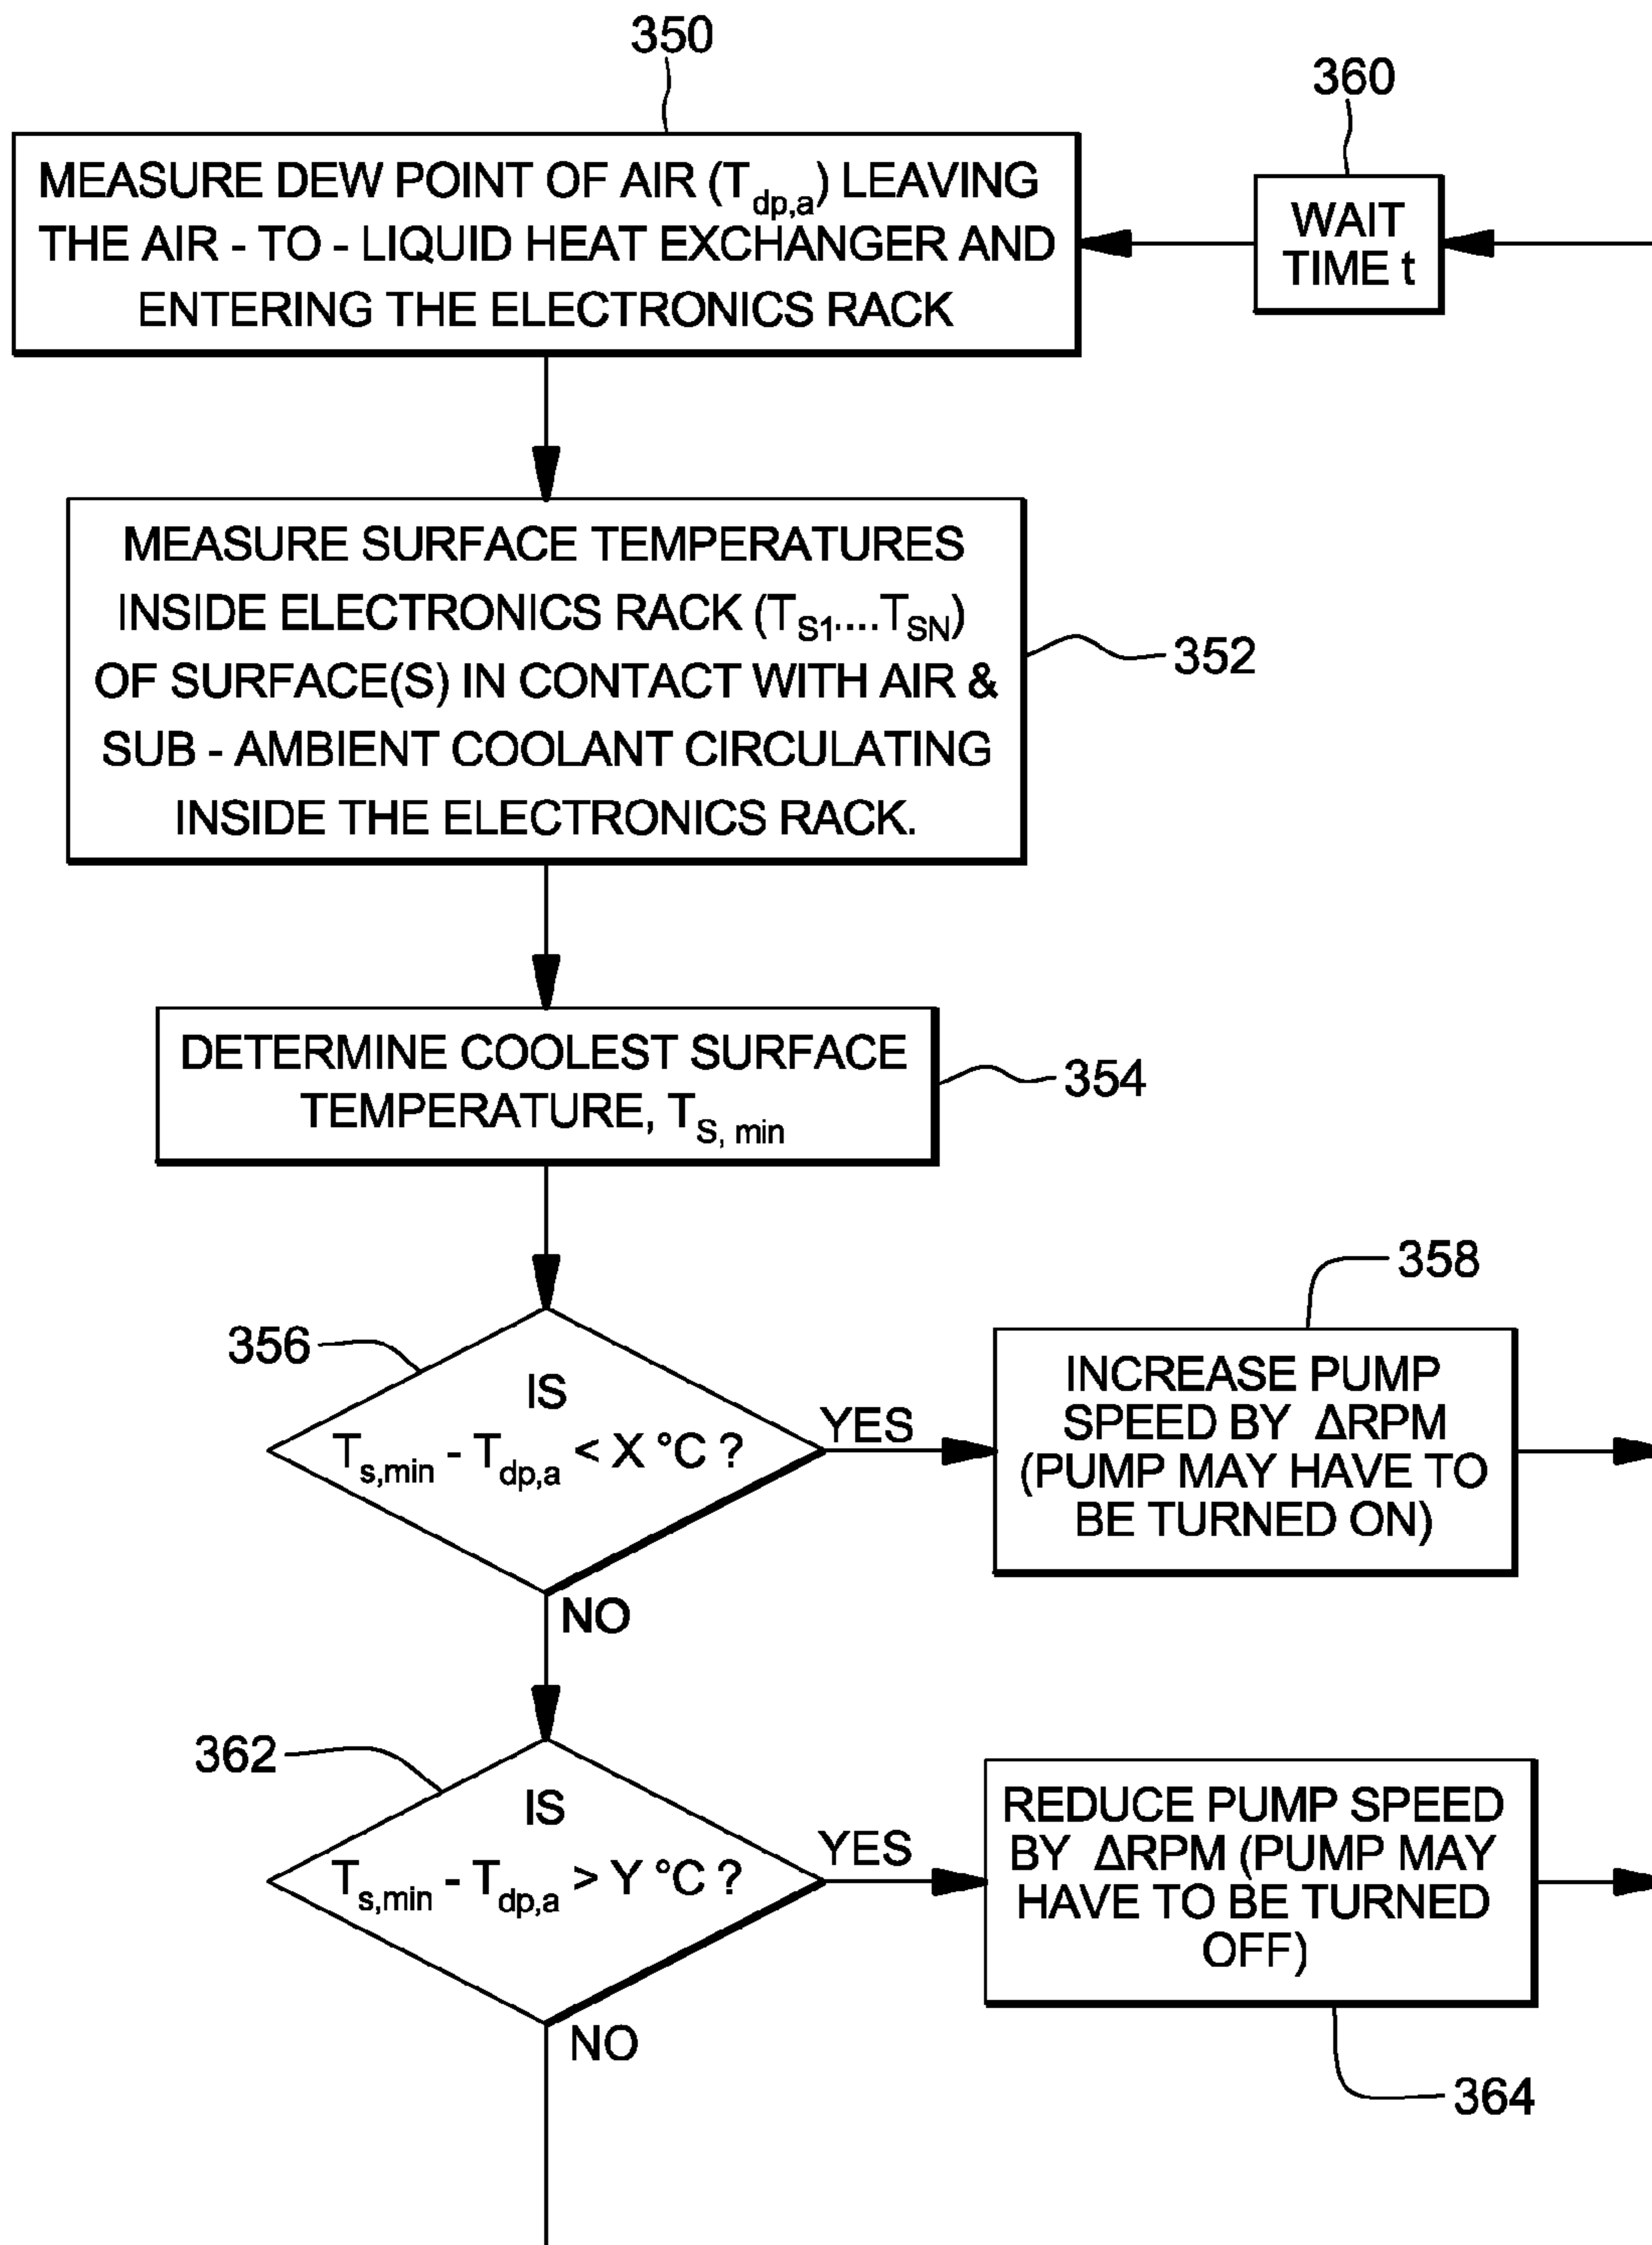 350
MEASURE DEW POINT OF AIR (Tdp,a) LEAVING
THE AIR - TO - LIQUID HEAT EXCHANGER AND
ENTERING THE ELECTRONICS RACK
360
WAIT
TIME t
MEASURE SURFACE TEMPERATURES
INSIDE ELECTRONICS RACK (TS1....TSN)
OF SURFACE(S) IN CONTACT WITH AIR &
SUB - AMBIENT COOLANT CIRCULATING
INSIDE THE ELECTRONICS RACK.
352
DETERMINE COOLEST SURFACE
TEMPERATURE, TS, min
354
356
IS
Ts,min - Tdp,a < X °C ?
YES
NO
358
INCREASE PUMP
SPEED BY ΔRPM
(PUMP MAY HAVE TO
BE TURNED ON)
362
IS
Ts,min - Tdp,a > Y °C ?
YES
NO
REDUCE PUMP SPEED
BY ΔRPM (PUMP MAY
HAVE TO BE TURNED
OFF)
364